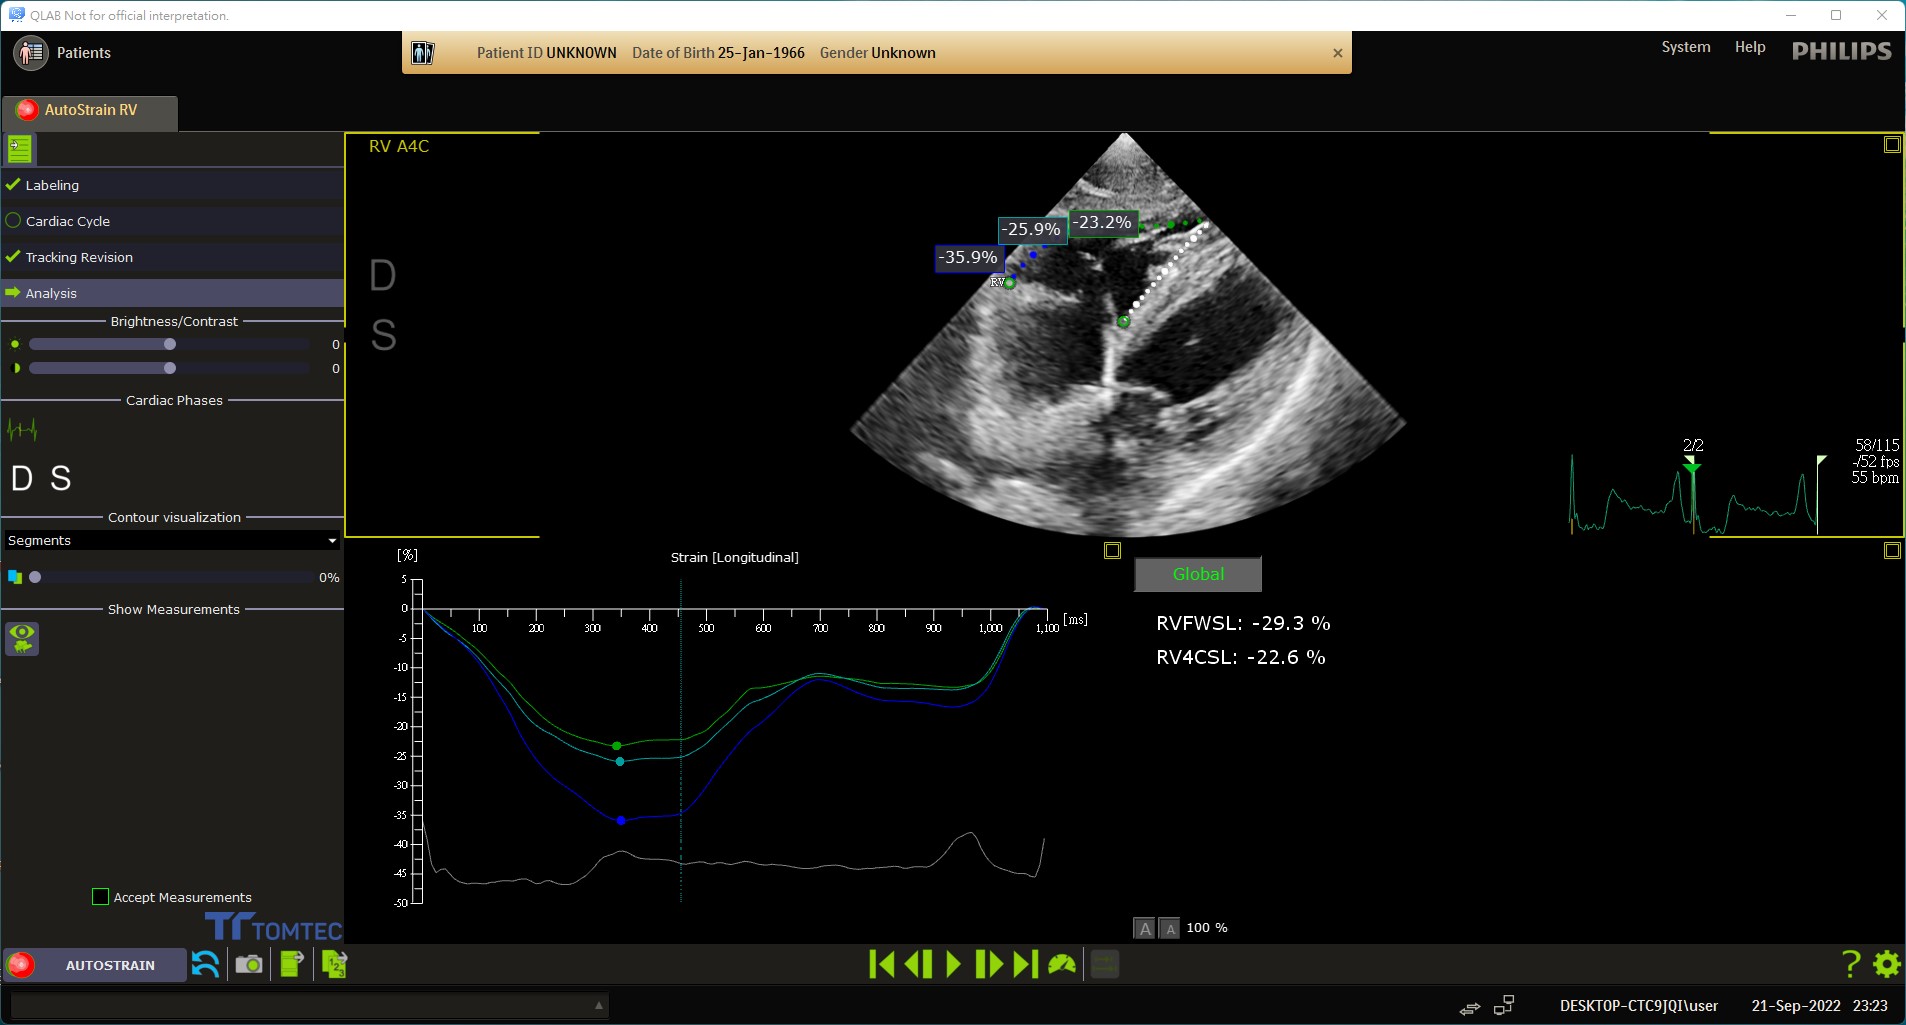 QLAB Not for official interpretation.
Patients
Patient ID UNKNOWN Date of Birth 25-Jan-1966 Gender Unknown
System Help PHILIPS
AutoStrain RV
Labeling
Cardiac Cycle
Tracking Revision
Analysis
Brightness/Contrast
0
0
Cardiac Phases
D S
Contour visualization
Segments
0%
Show Measurements
Accept Measurements
TOMTEC
RV A4C
D
S
-35.9%
-25.9%
-23.2%
RV
2/2
58/115
-/52 fps
55 bpm
[%]
Strain [Longitudinal]
5
0
-5
-10
-15
-20
-25
-30
-35
-40
-45
-50
100 200 300 400 500 600 700 800 900 1,000 1,100 [ms]
Global
RVFWSL: -29.3 %
RV4CSL: -22.6 %
A A 100 %
AUTOSTRAIN
123
?
DESKTOP-CTC9JQI\user 21-Sep-2022 23:23